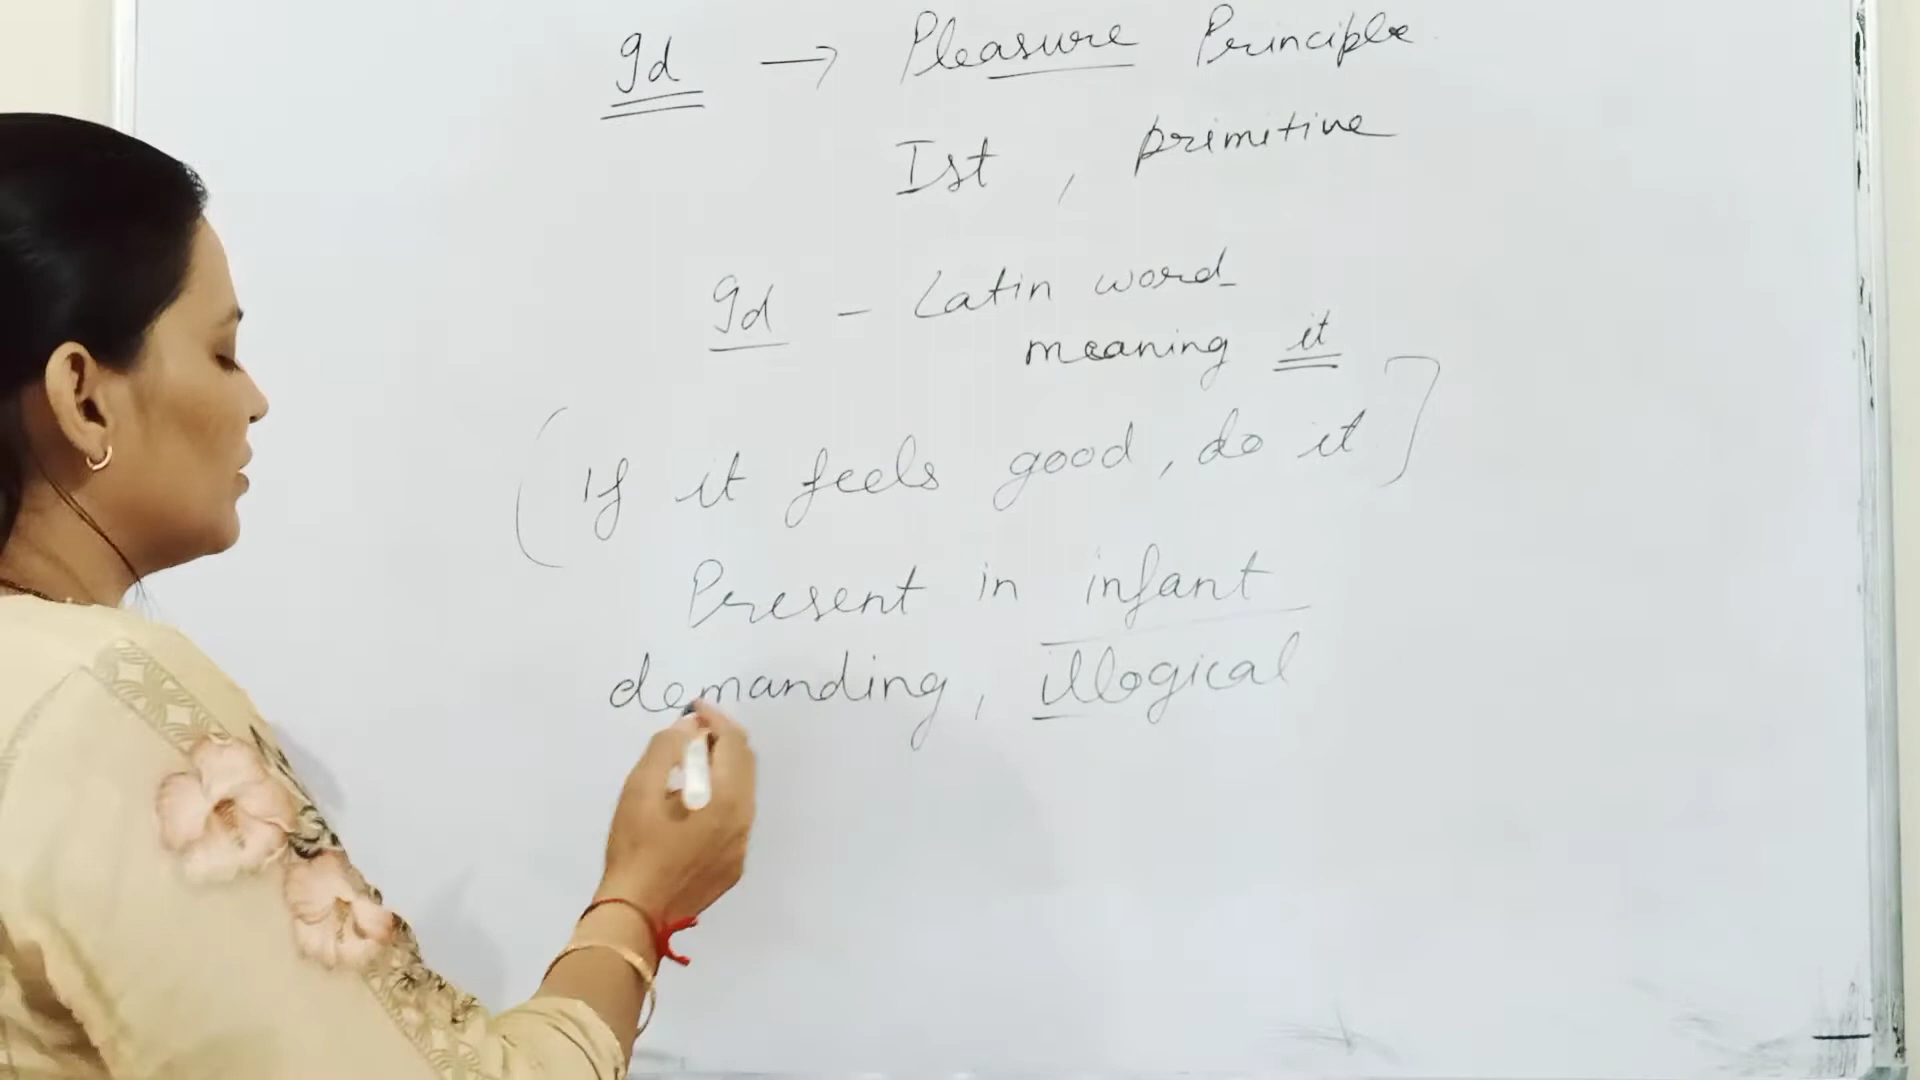 Id → Pleasure Principle
Ist, primitive
Id - Latin word
meaning it
(If it feels good, do it]
Present in infant
demanding, illogical